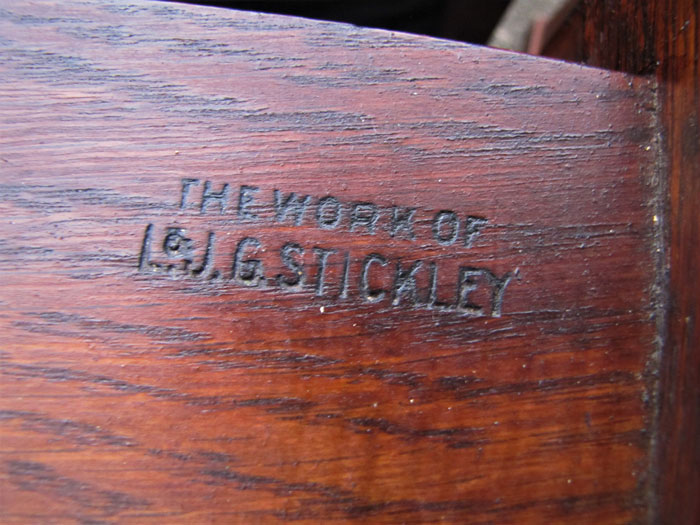 THE WORK OF
L. & J. G. STICKLEY